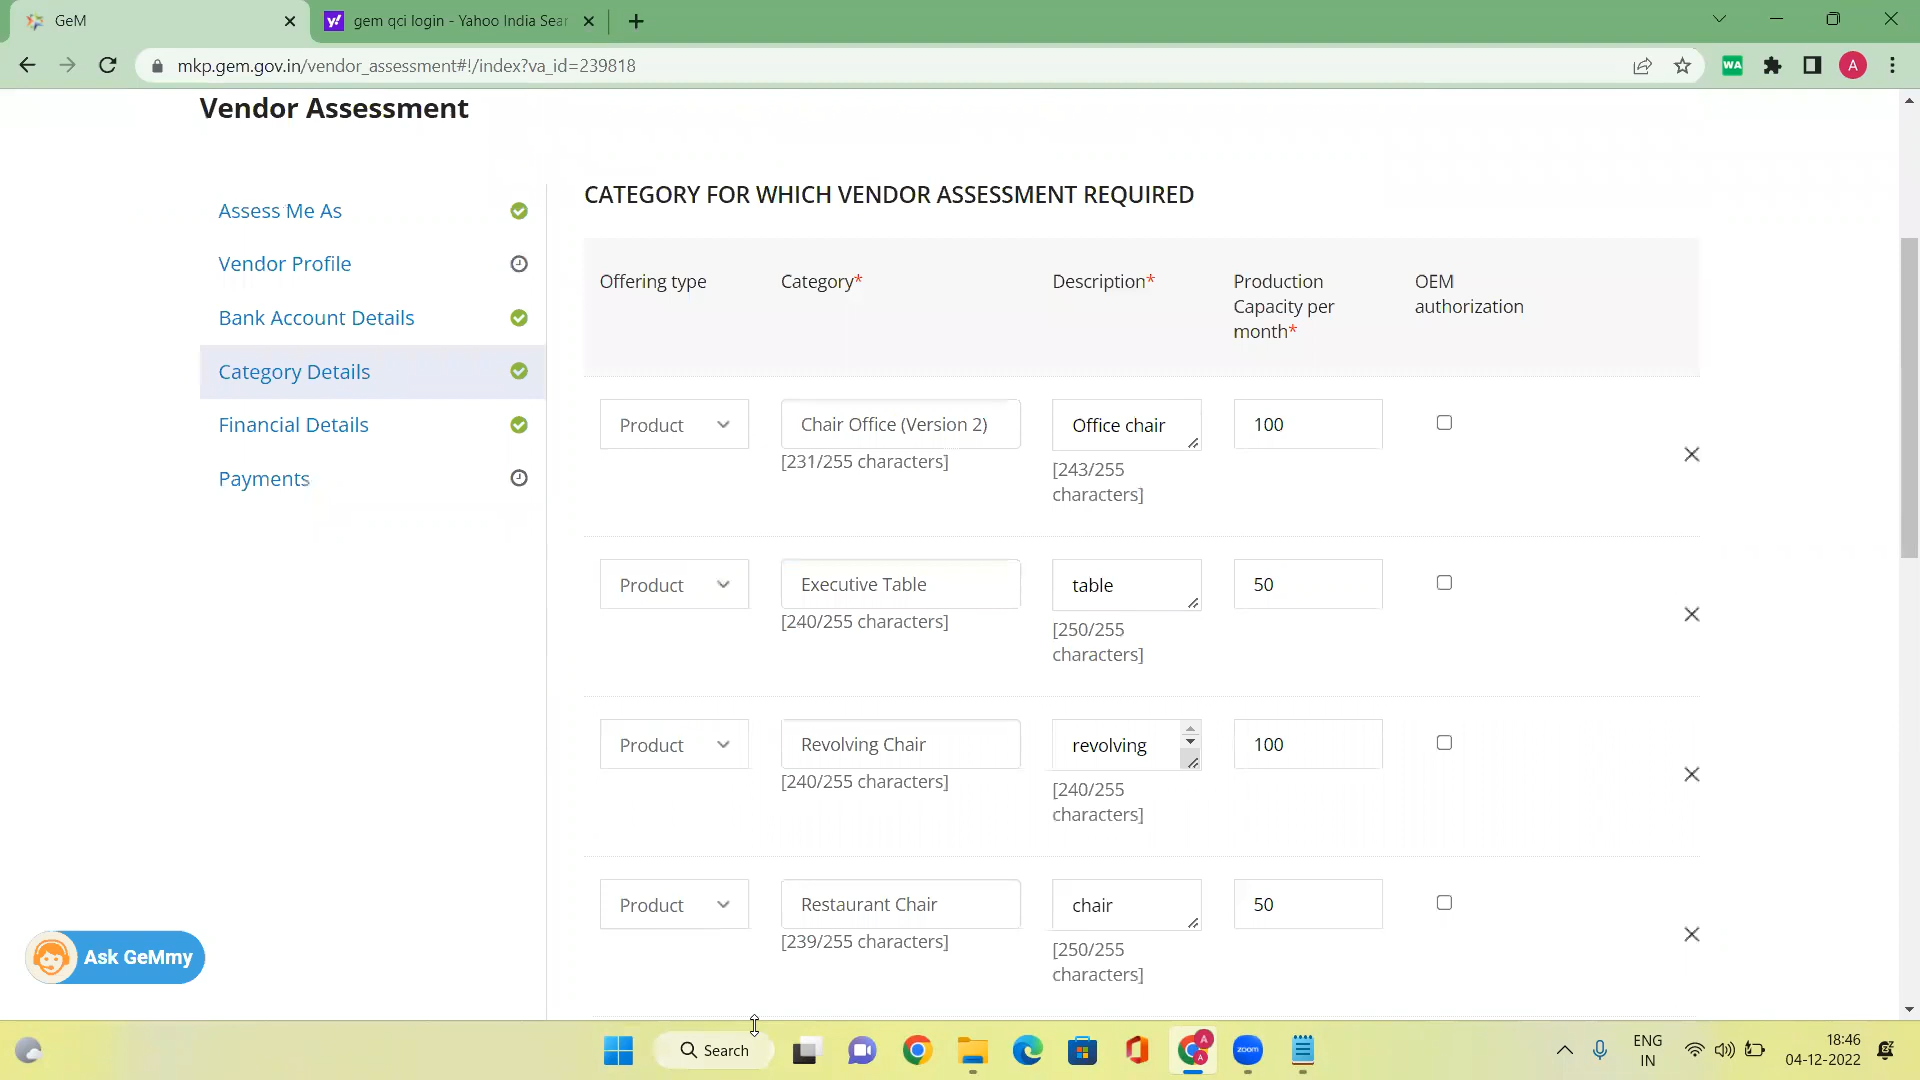 GeM
gem qci login - Yahoo India Sear
mkp.gem.gov.in/vendor_assessment#!/index?va_id=239818
WA
A
Vendor Assessment
Assess Me As
Vendor Profile
Bank Account Details
Category Details
Financial Details
Payments
CATEGORY FOR WHICH VENDOR ASSESSMENT REQUIRED
Offering type
Category*
Description*
Production
Capacity per
month*
OEM
authorization
Product
Chair Office (Version 2)
[231/255 characters]
Office chair
[243/255
characters]
100
Product
Executive Table
[240/255 characters]
table
[250/255
characters]
50
Product
Revolving Chair
[240/255 characters]
revolving
[240/255
characters]
100
Product
Restaurant Chair
[239/255 characters]
chair
[250/255
characters]
50
Ask GeMmy
Search
A
A
zoom
ENG
IN
18:46
04-12-2022